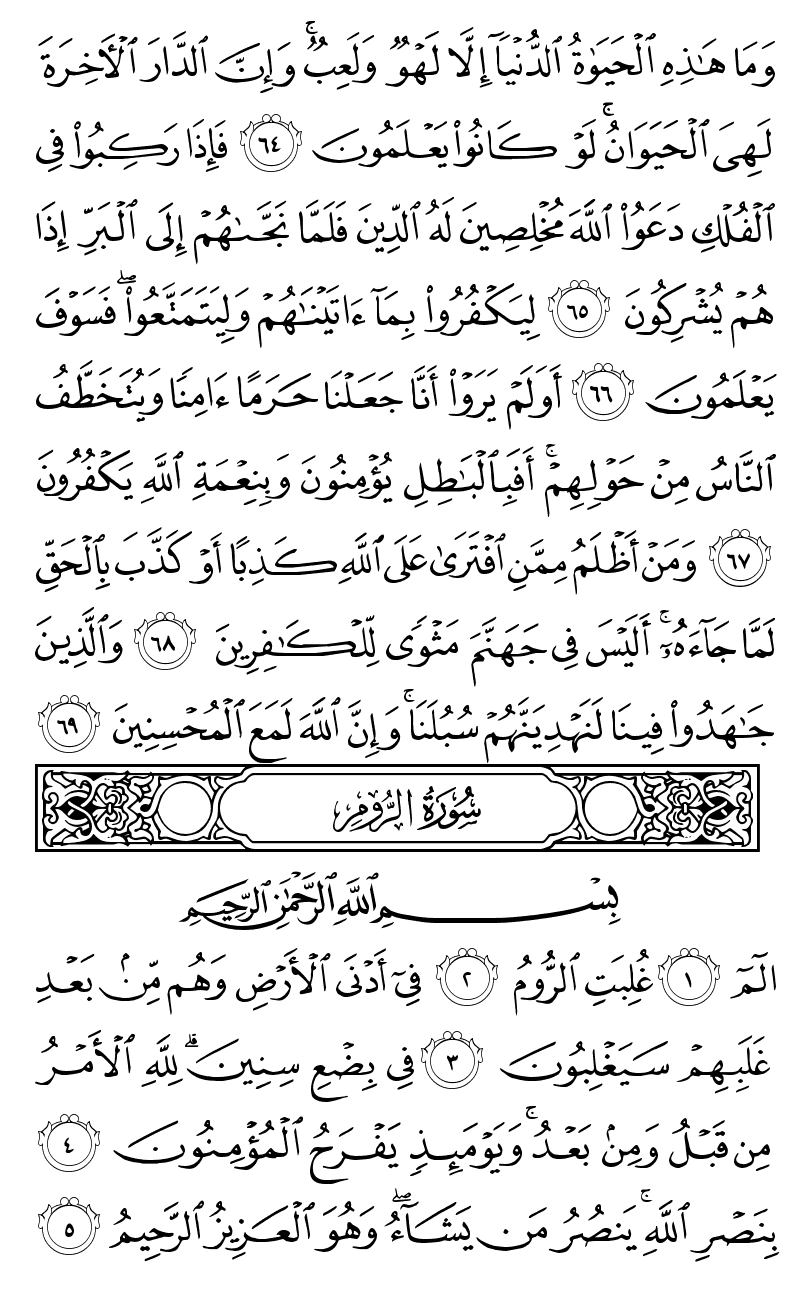 وَمَا هَٰذِهِ ٱلْحَيَوٰةُ ٱلدُّنْيَآ إِلَّا لَهْوٌ وَلَعِبٌ ۚ وَإِنَّ ٱلدَّارَ ٱلْأَخِرَةَ
لَهِىَ ٱلْحَيَوَانُ ۚ لَوْ كَانُوا۟ يَعْلَمُونَ ٦٤ فَإِذَا رَكِبُوا۟ فِى
ٱلْفُلْكِ دَعَوُا۟ ٱللَّهَ مُخْلِصِينَ لَهُ ٱلدِّينَ فَلَمَّا نَجَّىٰهُمْ إِلَى ٱلْبَرِّ إِذَا
هُمْ يُشْرِكُونَ ٦٥ لِيَكْفُرُوا۟ بِمَآ ءَاتَيْنَٰهُمْ وَلِيَتَمَتَّعُوا۟ ۖ فَسَوْفَ
يَعْلَمُونَ ٦٦ أَوَلَمْ يَرَوْا۟ أَنَّا جَعَلْنَا حَرَمًا ءَامِنًا وَيُتَخَطَّفُ
ٱلنَّاسُ مِنْ حَوْلِهِمْ ۚ أَفَبِٱلْبَٰطِلِ يُؤْمِنُونَ وَبِنِعْمَةِ ٱللَّهِ يَكْفُرُونَ
٦٧ وَمَنْ أَظْلَمُ مِمَّنِ ٱفْتَرَىٰ عَلَى ٱللَّهِ كَذِبًا أَوْ كَذَّبَ بِٱلْحَقِّ
لَمَّا جَآءَهُۥٓ ۚ أَلَيْسَ فِى جَهَنَّمَ مَثْوًى لِّلْكَٰفِرِينَ ٦٨ وَٱلَّذِينَ
جَٰهَدُوا۟ فِينَا لَنَهْدِيَنَّهُمْ سُبُلَنَا ۚ وَإِنَّ ٱللَّهَ لَمَعَ ٱلْمُحْسِنِينَ ٦٩
سُورَةُ الرُّومِ
بِسْمِ ٱللَّهِ ٱلرَّحْمَٰنِ ٱلرَّحِيمِ
الٓمٓ ١ غُلِبَتِ ٱلرُّومُ ٢ فِىٓ أَدْنَى ٱلْأَرْضِ وَهُم مِّنۢ بَعْدِ
غَلَبِهِمْ سَيَغْلِبُونَ ٣ فِى بِضْعِ سِنِينَ ۗ لِلَّهِ ٱلْأَمْرُ
مِن قَبْلُ وَمِنۢ بَعْدُ ۚ وَيَوْمَئِذٍ يَفْرَحُ ٱلْمُؤْمِنُونَ ٤
بِنَصْرِ ٱللَّهِ ۚ يَنصُرُ مَن يَشَآءُ ۖ وَهُوَ ٱلْعَزِيزُ ٱلرَّحِيمُ ٥